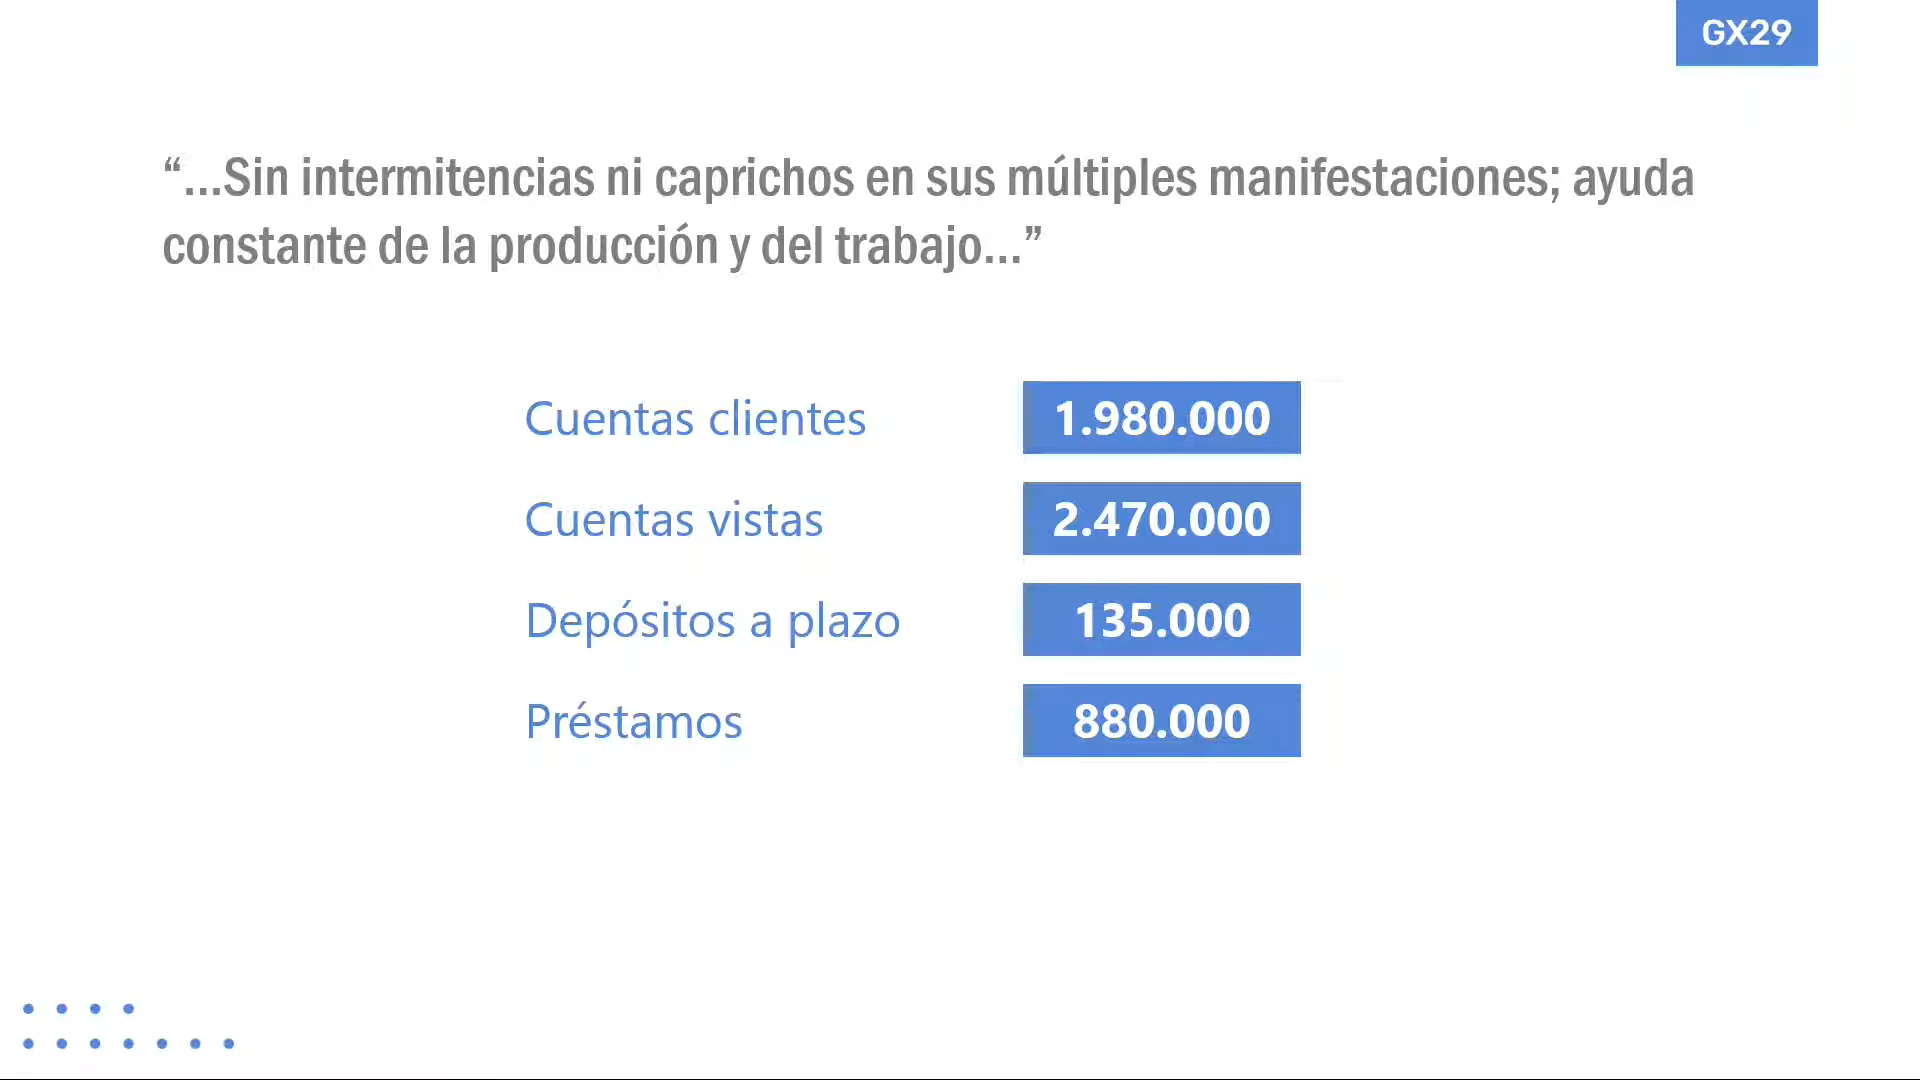 GX29
“...Sin intermitencias ni caprichos en sus múltiples manifestaciones; ayuda
constante de la producción y del trabajo...”
Cuentas clientes 1.980.000
Cuentas vistas 2.470.000
Depósitos a plazo 135.000
Préstamos 880.000